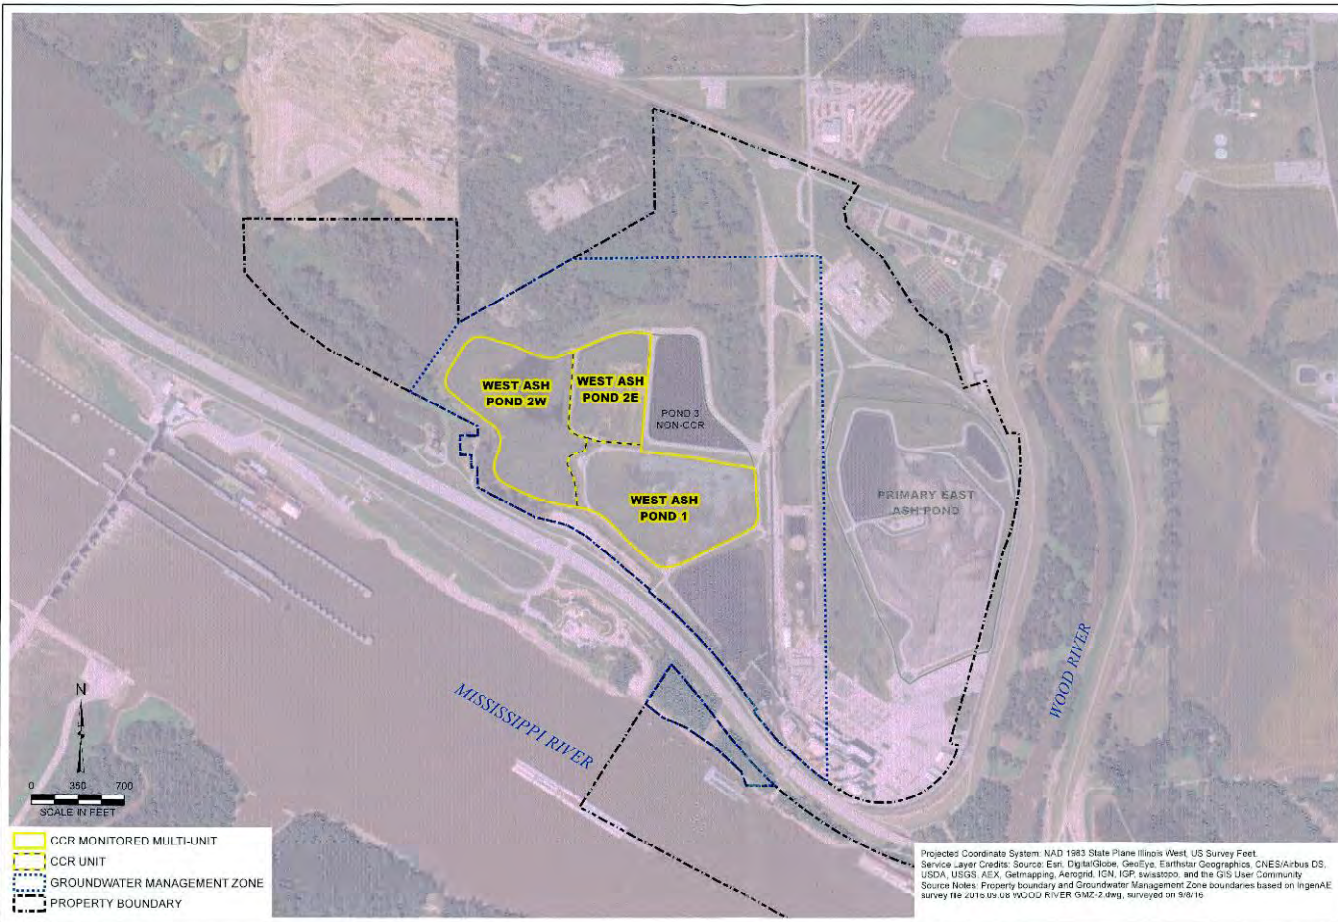 WEST ASH
POND 2W
WEST ASH
POND 2E
POND 3
NON-CCR
WEST ASH
POND 1
PRIMARY EAST
ASH POND
WOOD RIVER
MISSISSIPPI RIVER
N
0 350 700
SCALE IN FEET
CCR MONITORED MULTI-UNIT
CCR UNIT
GROUNDWATER MANAGEMENT ZONE
PROPERTY BOUNDARY
Projected Coordinate System: NAD 1983 State Plane Illinois West, US Survey Feet.
Service Layer Credits: Source: Esri, DigitalGlobe, GeoEye, Earthstar Geographics, CNES/Airbus DS,
USDA, USGS, AEX, Getmapping, Aerogrid, IGN, IGP, swisstopo, and the GIS User Community
Source Notes: Property boundary and Groundwater Management Zone boundaries based on IngenAE
survey file 2016.09.08 WOOD RIVER GMZ-2.dwg, surveyed on 9/8/16